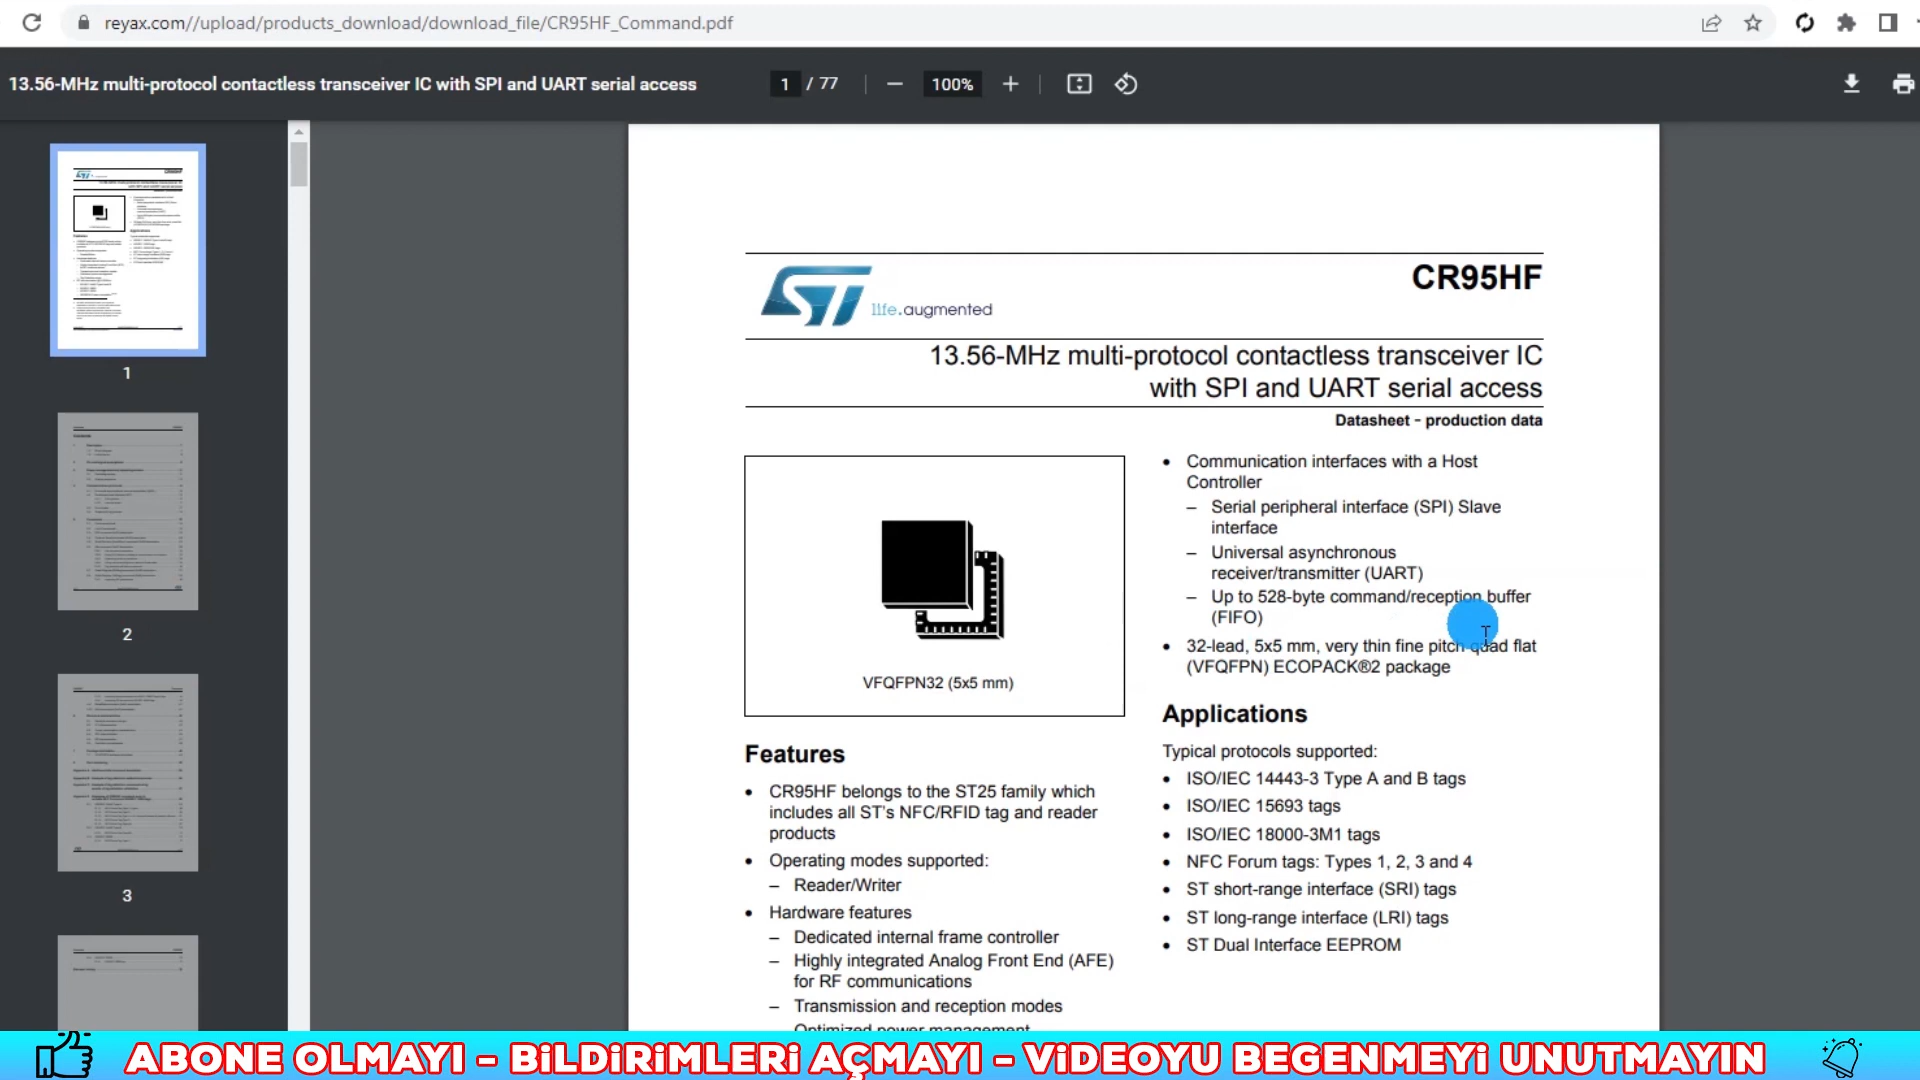 reyax.com//upload/products_download/download_file/CR95HF_Command.pdf
13.56-MHz multi-protocol contactless transceiver IC with SPI and UART serial access
1 / 77
100%
1
2
3
ST life.augmented
CR95HF
13.56-MHz multi-protocol contactless transceiver IC
with SPI and UART serial access
Datasheet - production data
VFQFPN32 (5x5 mm)
Features
• CR95HF belongs to the ST25 family which
includes all ST's NFC/RFID tag and reader
products
• Operating modes supported:
– Reader/Writer
• Hardware features
– Dedicated internal frame controller
– Highly integrated Analog Front End (AFE)
for RF communications
– Transmission and reception modes
Optimized power management
• Communication interfaces with a Host
Controller
– Serial peripheral interface (SPI) Slave
interface
– Universal asynchronous
receiver/transmitter (UART)
– Up to 528-byte command/reception buffer
(FIFO)
• 32-lead, 5x5 mm, very thin fine pitch quad flat
(VFQFPN) ECOPACK®2 package
Applications
Typical protocols supported:
• ISO/IEC 14443-3 Type A and B tags
• ISO/IEC 15693 tags
• ISO/IEC 18000-3M1 tags
• NFC Forum tags: Types 1, 2, 3 and 4
• ST short-range interface (SRI) tags
• ST long-range interface (LRI) tags
• ST Dual Interface EEPROM
ABONE OLMAYI - BiLDiRiMLERi AÇMAYI - ViDEOYU BEGENMEYi UNUTMAYIN